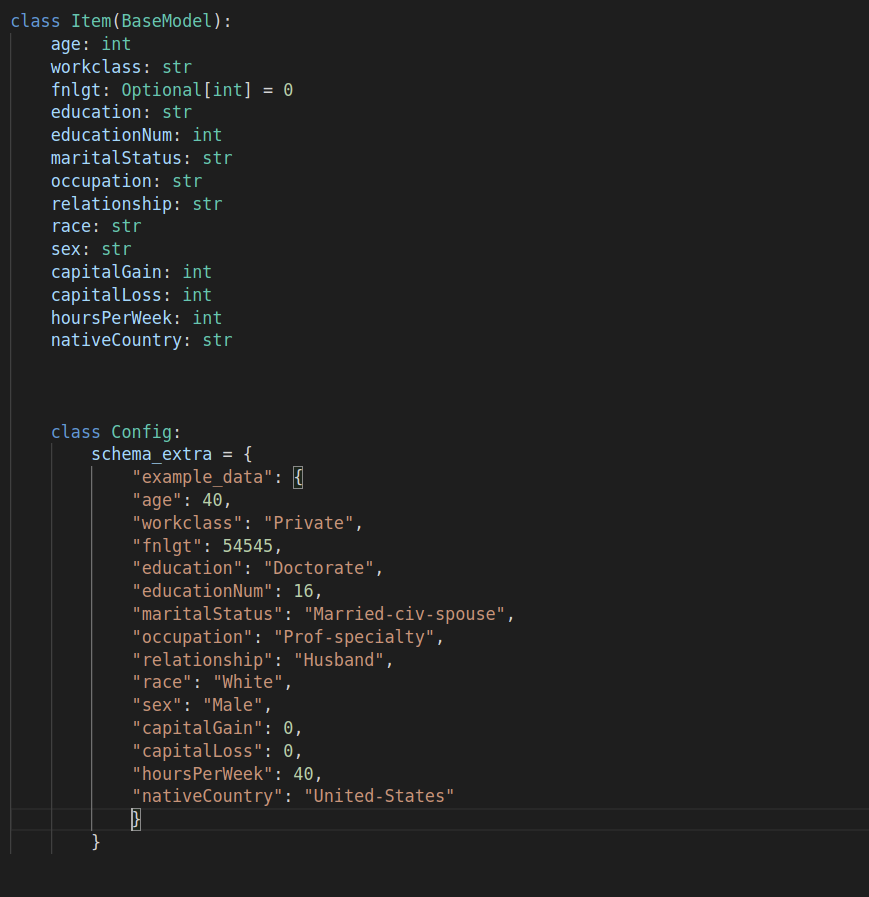 class Item(BaseModel):
    age: int
    workclass: str
    fnlgt: Optional[int] = 0
    education: str
    educationNum: int
    maritalStatus: str
    occupation: str
    relationship: str
    race: str
    sex: str
    capitalGain: int
    capitalLoss: int
    hoursPerWeek: int
    nativeCountry: str
    class Config:
        schema_extra = {
            "example_data": {
            "age": 40,
            "workclass": "Private",
            "fnlgt": 54545,
            "education": "Doctorate",
            "educationNum": 16,
            "maritalStatus": "Married-civ-spouse",
            "occupation": "Prof-specialty",
            "relationship": "Husband",
            "race": "White",
            "sex": "Male",
            "capitalGain": 0,
            "capitalLoss": 0,
            "hoursPerWeek": 40,
            "nativeCountry": "United-States"
            }
        }